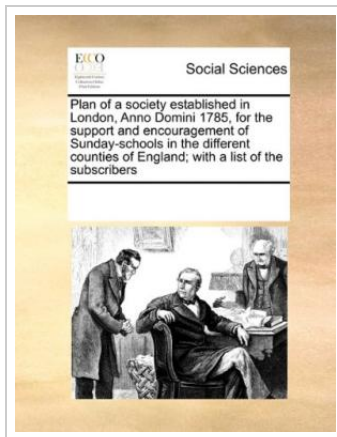 ECCO
Social Sciences
Plan of a society established in
London, Anno Domini 1785, for the
support and encouragement of
Sunday-schools in the different
counties of England; with a list of the
subscribers